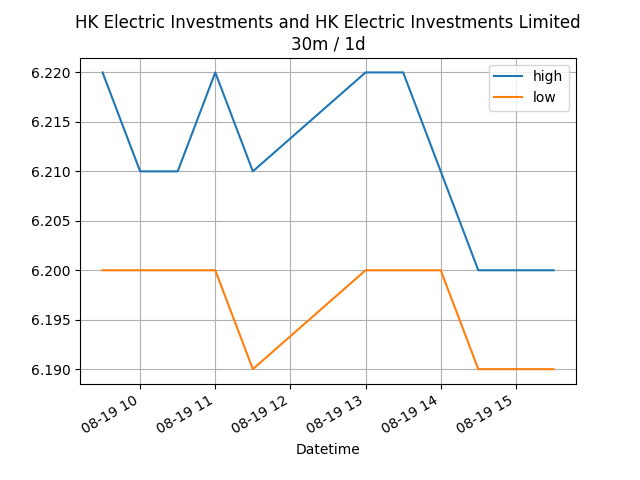 HK Electric Investments and HK Electric Investments Limited
30m / 1d
high
low
6.220
6.215
6.210
6.205
6.200
6.195
6.190
08-19 10
08-19 11
08-19 12
08-19 13
08-19 14
08-19 15
Datetime